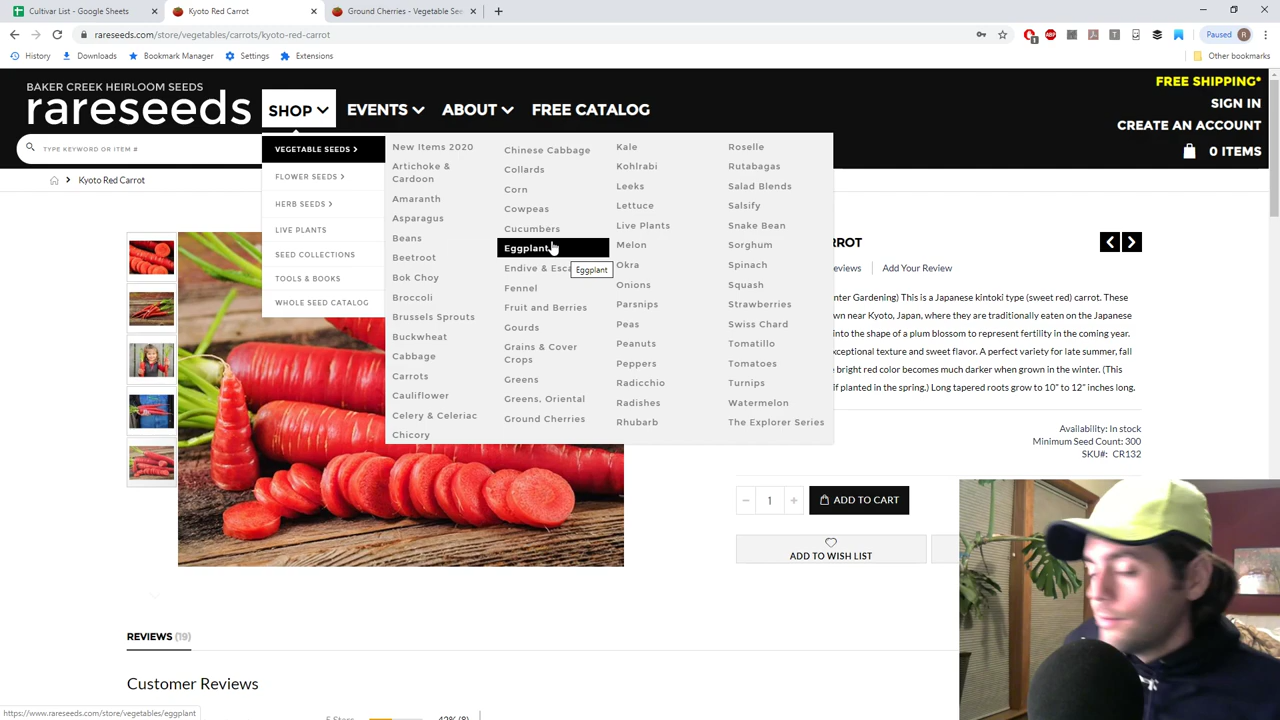 Cultivar List - Google Sheets
Kyoto Red Carrot
Ground Cherries - Vegetable See
rareseeds.com/store/vegetables/carrots/kyoto-red-carrot
Paused
R
History
Downloads
Bookmark Manager
Settings
Extensions
Other bookmarks
BAKER CREEK HEIRLOOM SEEDS
rareseeds
SHOP
EVENTS
ABOUT
FREE CATALOG
FREE SHIPPING*
SIGN IN
CREATE AN ACCOUNT
0 ITEMS
TYPE KEYWORD OR ITEM #
Kyoto Red Carrot
VEGETABLE SEEDS
FLOWER SEEDS
HERB SEEDS
LIVE PLANTS
SEED COLLECTIONS
TOOLS & BOOKS
WHOLE SEED CATALOG
New Items 2020
Artichoke &
Cardoon
Amaranth
Asparagus
Beans
Beetroot
Bok Choy
Broccoli
Brussels Sprouts
Buckwheat
Cabbage
Carrots
Cauliflower
Celery & Celeriac
Chicory
Chinese Cabbage
Collards
Corn
Cowpeas
Cucumbers
Eggplant
Endive & Esca
Eggplant
Fennel
Fruit and Berries
Gourds
Grains & Cover
Crops
Greens
Greens, Oriental
Ground Cherries
Kale
Kohlrabi
Leeks
Lettuce
Live Plants
Melon
Okra
Onions
Parsnips
Peas
Peanuts
Peppers
Radicchio
Radishes
Rhubarb
Roselle
Rutabagas
Salad Blends
Salsify
Snake Bean
Sorghum
Spinach
Squash
Strawberries
Swiss Chard
Tomatillo
Tomatoes
Turnips
Watermelon
The Explorer Series
ARROT
eviews
Add Your Review
nter Gardening) This is a Japanese kintoki type (sweet red) carrot. These
wn near Kyoto, Japan, where they are traditionally eaten on the Japanese
into the shape of a plum blossom to represent fertility in the coming year.
xceptional texture and sweet flavor. A perfect variety for late summer, fall
e bright red color becomes much darker when grown in the winter. (This
if planted in the spring.) Long tapered roots grow to 10" to 12" inches long.
Availability: In stock
Minimum Seed Count: 300
SKU#: CR132
1
ADD TO CART
ADD TO WISH LIST
REVIEWS (19)
Customer Reviews
5 Stars
42% (8)
https://www.rareseeds.com/store/vegetables/eggplant